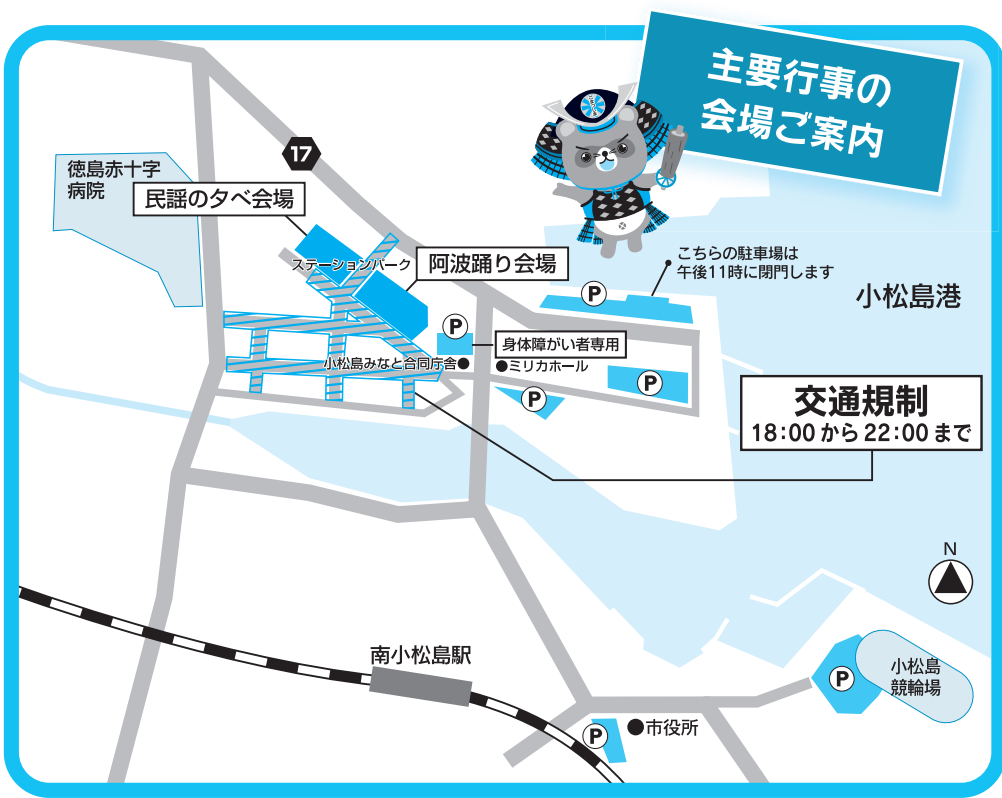 主要行事の
会場ご案内
17
徳島赤十字
病院
民謡の夕べ会場
ステーションパーク
阿波踊り会場
こちらの駐車場は
午後11時に閉門します
小松島港
P
P
身体障がい者専用
小松島みなと合同庁舎
ミリカホール
P
P
交通規制
18:00から22:00まで
N
南小松島駅
小松島
競輪場
P
市役所
P